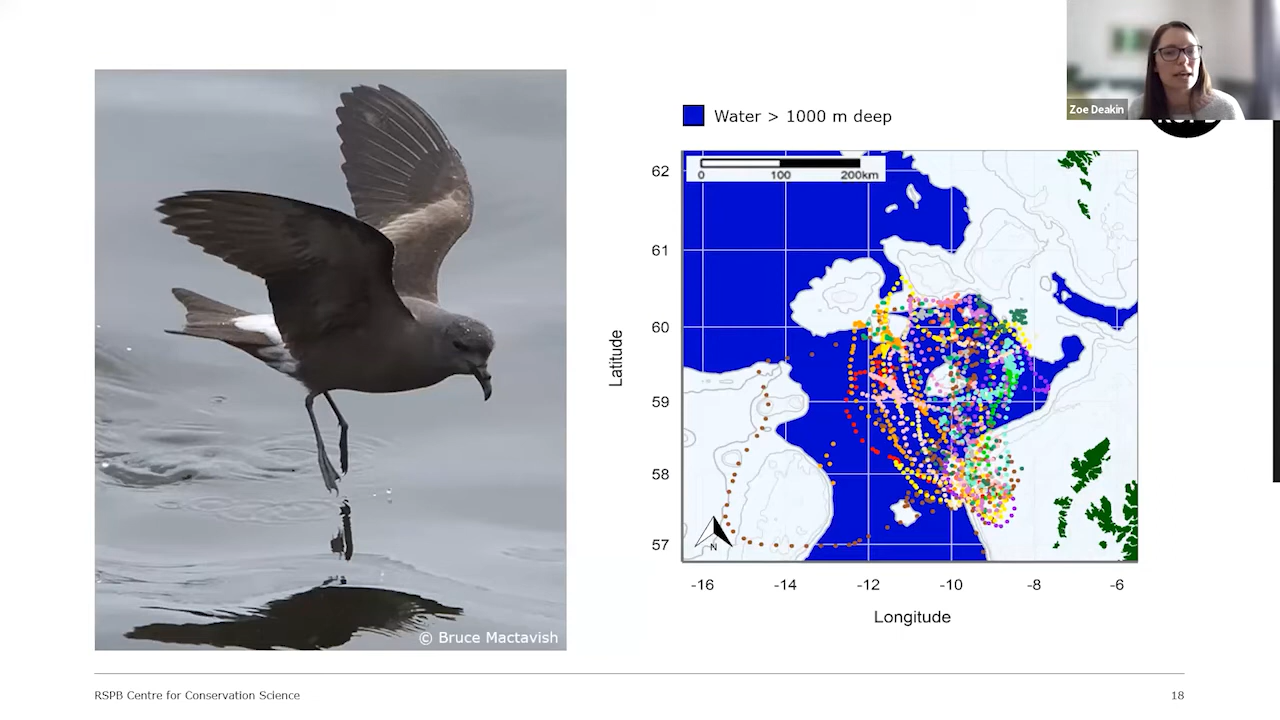 Zoe Deakin
Water > 1000 m deep
0 100 200km
62
61
60
59
58
57
N
Latitude
-16 -14 -12 -10 -8 -6
Longitude
© Bruce Mactavish
RSPB Centre for Conservation Science
18